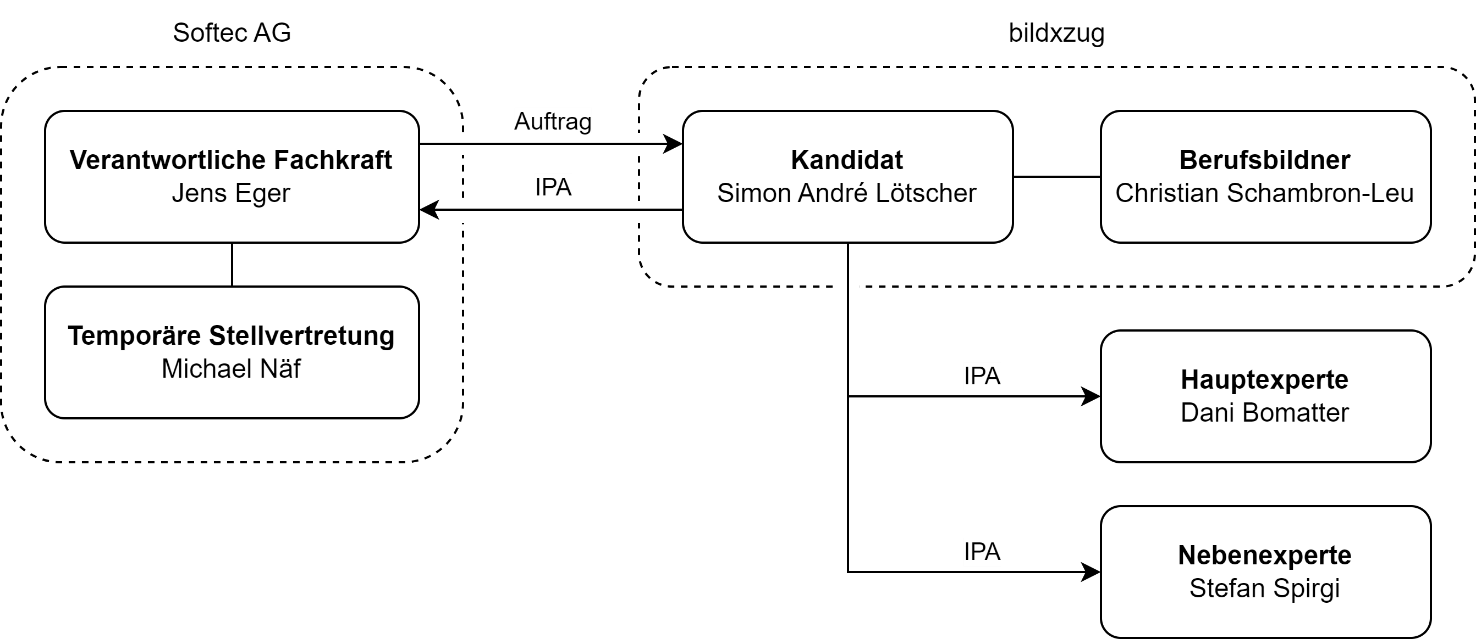 Softec AG
bildxzug
Verantwortliche Fachkraft
Jens Eger
Auftrag
IPA
Kandidat
Simon André Lötscher
Berufsbildner
Christian Schambron-Leu
Temporäre Stellvertretung
Michael Näf
IPA
Hauptexperte
Dani Bomatter
IPA
Nebenexperte
Stefan Spirgi